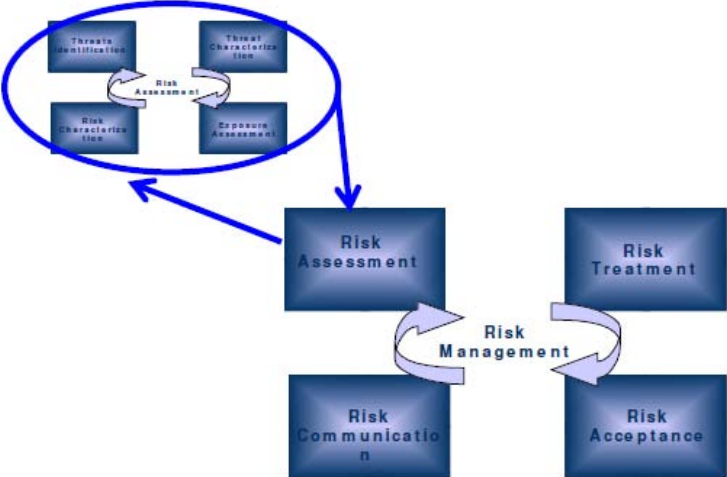 Threats
Identification
Threat
Characteriza
tion
Risk
Assessment
Risk
Characteriza
tion
Exposure
Assessment
Risk
Assessment
Risk
Treatment
Risk
Management
Risk
Communicatio
n
Risk
Acceptance